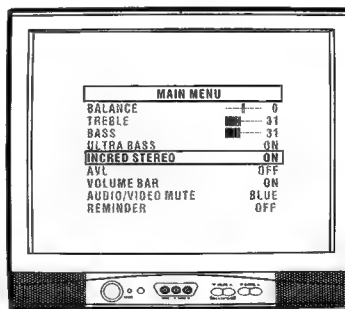 MAIN MENU
BALANCE 0
TREBLE 31
BASS 31
ULTRA BASS ON
INCRED STEREO ON
AVL OFF
VOLUME BAR ON
AUDIO/VIDEO MUTE BLUE
REMINDER OFF